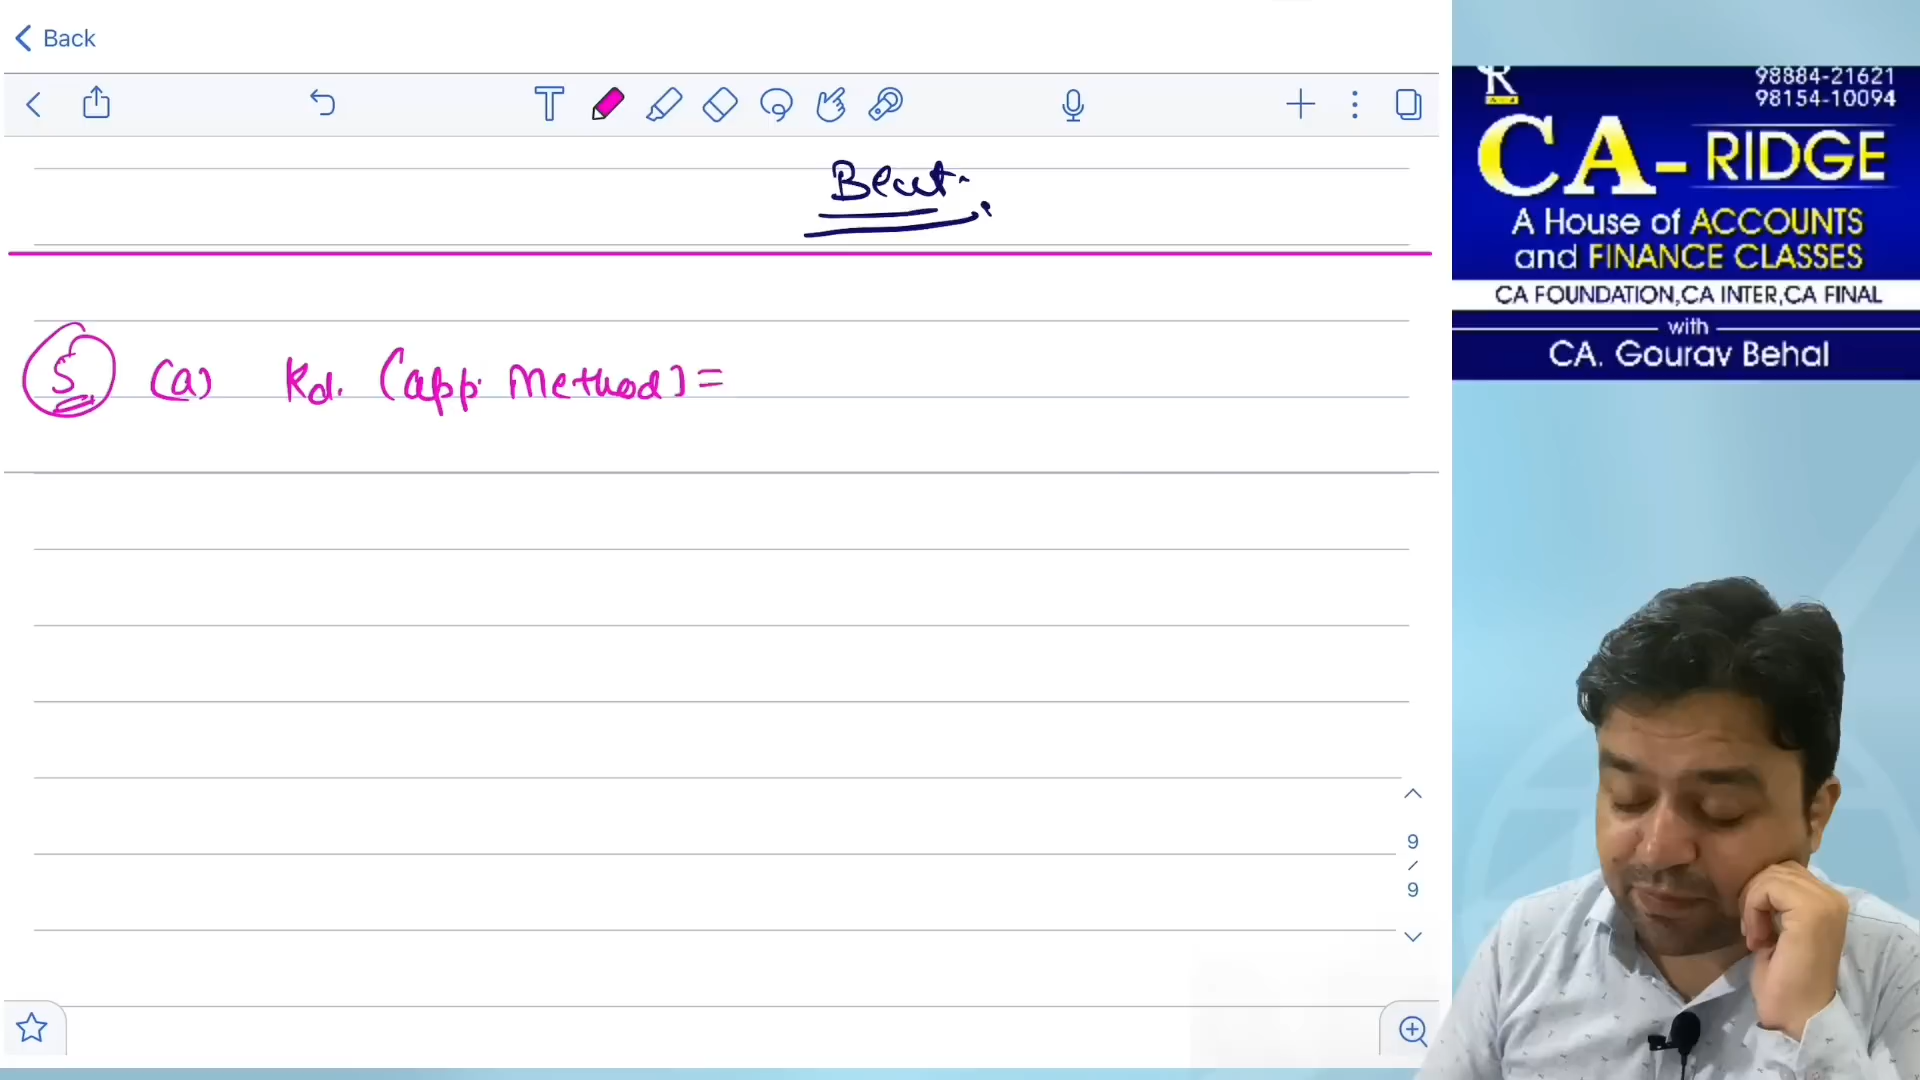 Back
98884-21621
98154-10094
CA-RIDGE
A House of ACCOUNTS
and FINANCE CLASSES
CA FOUNDATION,CA INTER,CA FINAL
with
CA. Gourav Behal
5 (a) Kd. (app. Method) =
9
/
9